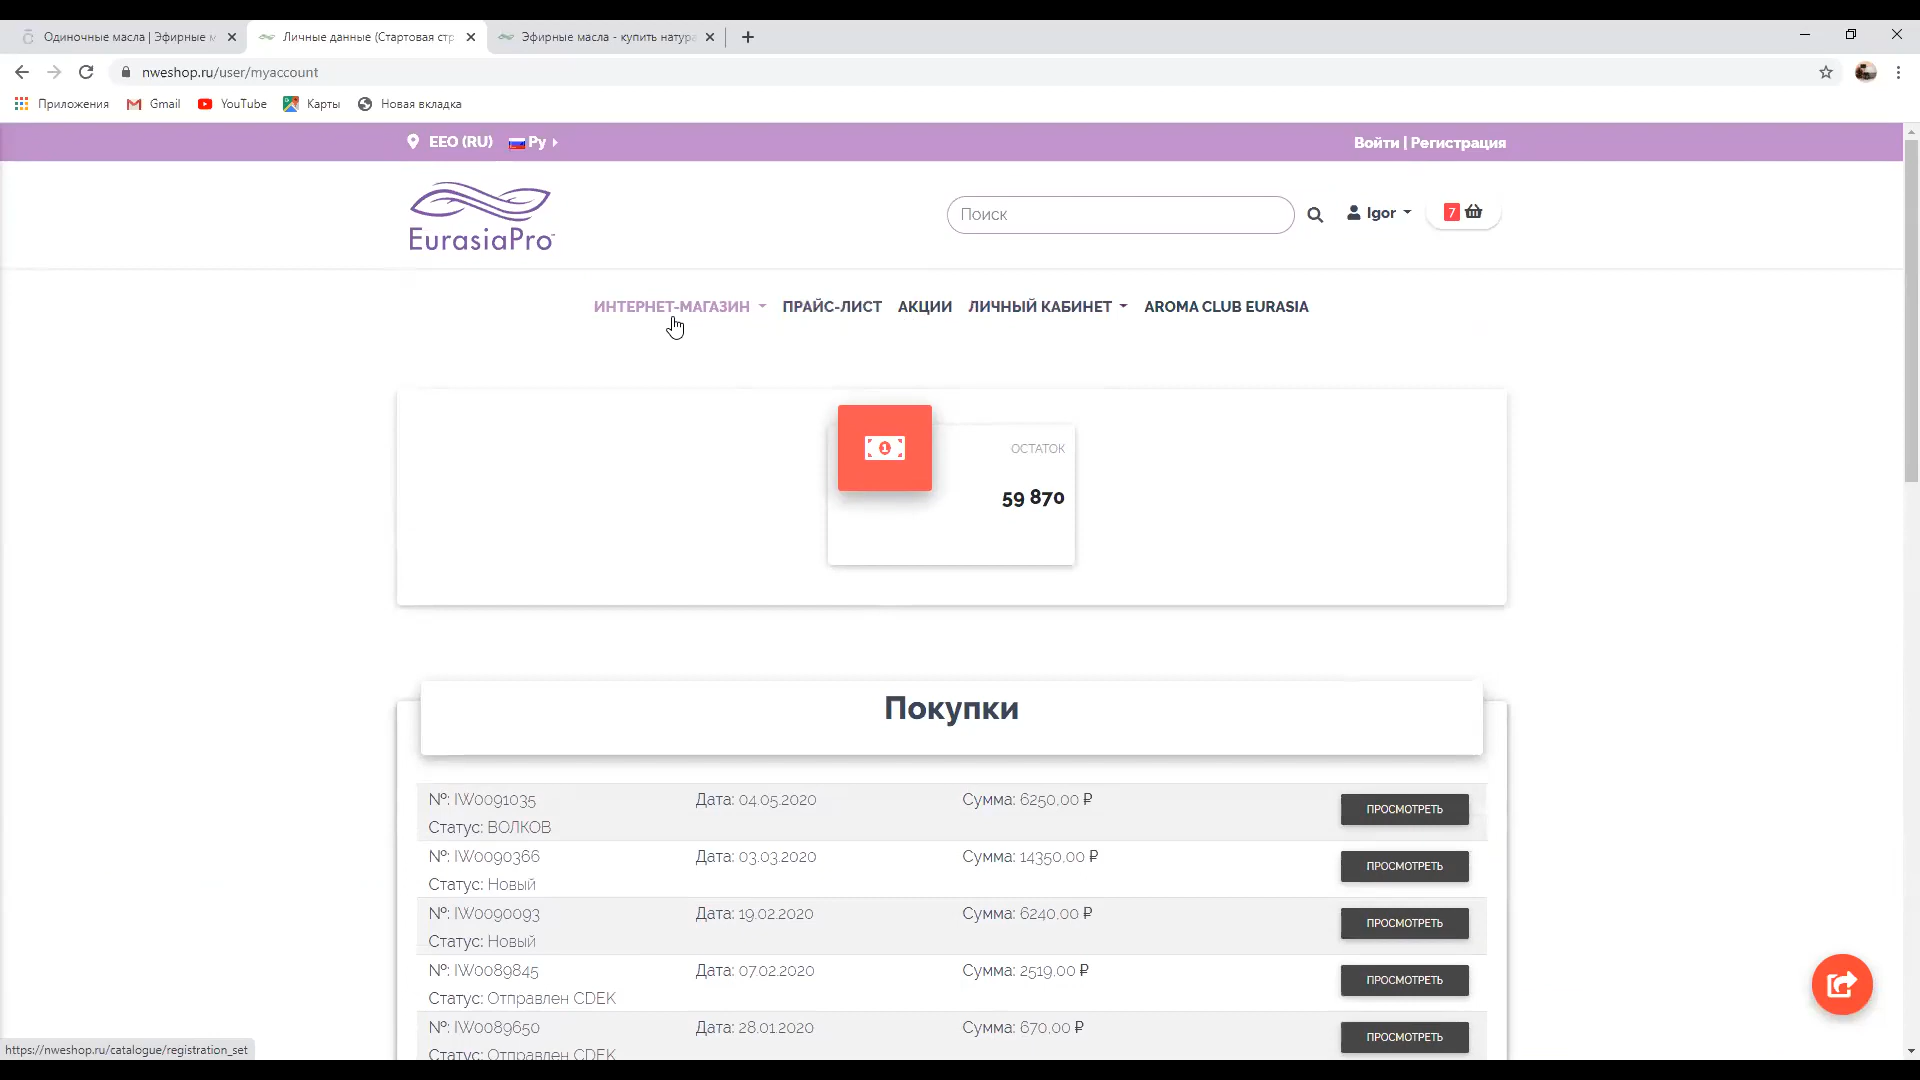 Одиночные масла | Эфирные м
Личные данные (Стартовая стр
Эфирные масла - купить натура
nweshop.ru/user/myaccount
Приложения
Gmail
YouTube
Карты
Новая вкладка
EEO (RU)
Ру
Войти | Регистрация
EurasiaPro
Поиск
Igor
7
ИНТЕРНЕТ-МАГАЗИН
ПРАЙС-ЛИСТ
АКЦИИ
ЛИЧНЫЙ КАБИНЕТ
AROMA CLUB EURASIA
1
ОСТАТОК
59 870
Покупки
Nº: IW0091035 Дата: 04.05.2020 Сумма: 6250,00 ₽ ПРОСМОТРЕТЬ
Статус: ВОЛКОВ
Nº: IW0090366 Дата: 03.03.2020 Сумма: 14350,00 ₽ ПРОСМОТРЕТЬ
Статус: Новый
Nº: IW0090093 Дата: 19.02.2020 Сумма: 6240,00 ₽ ПРОСМОТРЕТЬ
Статус: Новый
Nº: IW0089845 Дата: 07.02.2020 Сумма: 2519,00 ₽ ПРОСМОТРЕТЬ
Статус: Отправлен CDEK
Nº: IW0089650 Дата: 28.01.2020 Сумма: 670,00 ₽ ПРОСМОТРЕТЬ
Статус: Отправлен CDEK
https://nweshop.ru/catalogue/registration_set